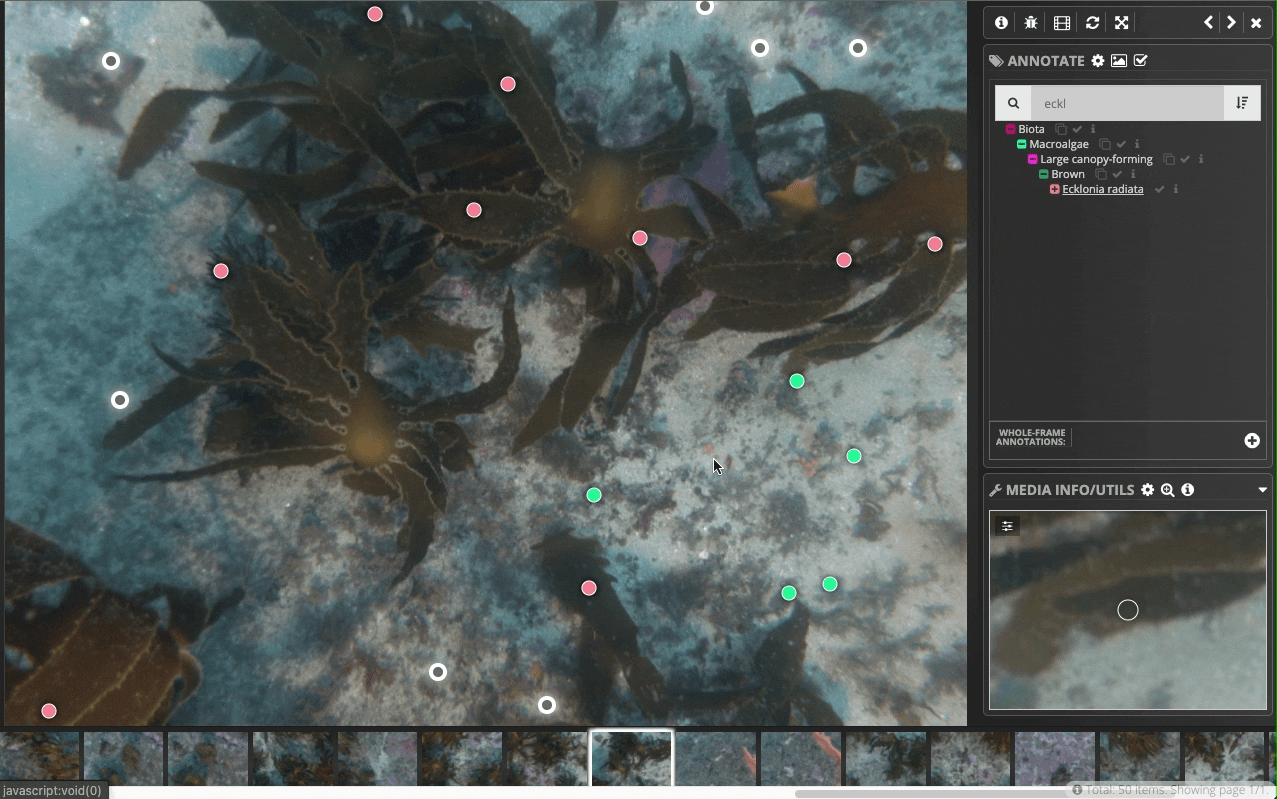 ANNOTATE
eckl
Biota
Macroalgae
Large canopy-forming
Brown
Ecklonia radiata
WHOLE-FRAME
ANNOTATIONS:
MEDIA INFO/UTILS
javascript:void(0)
Total: 50 items. Showing page 1/1.